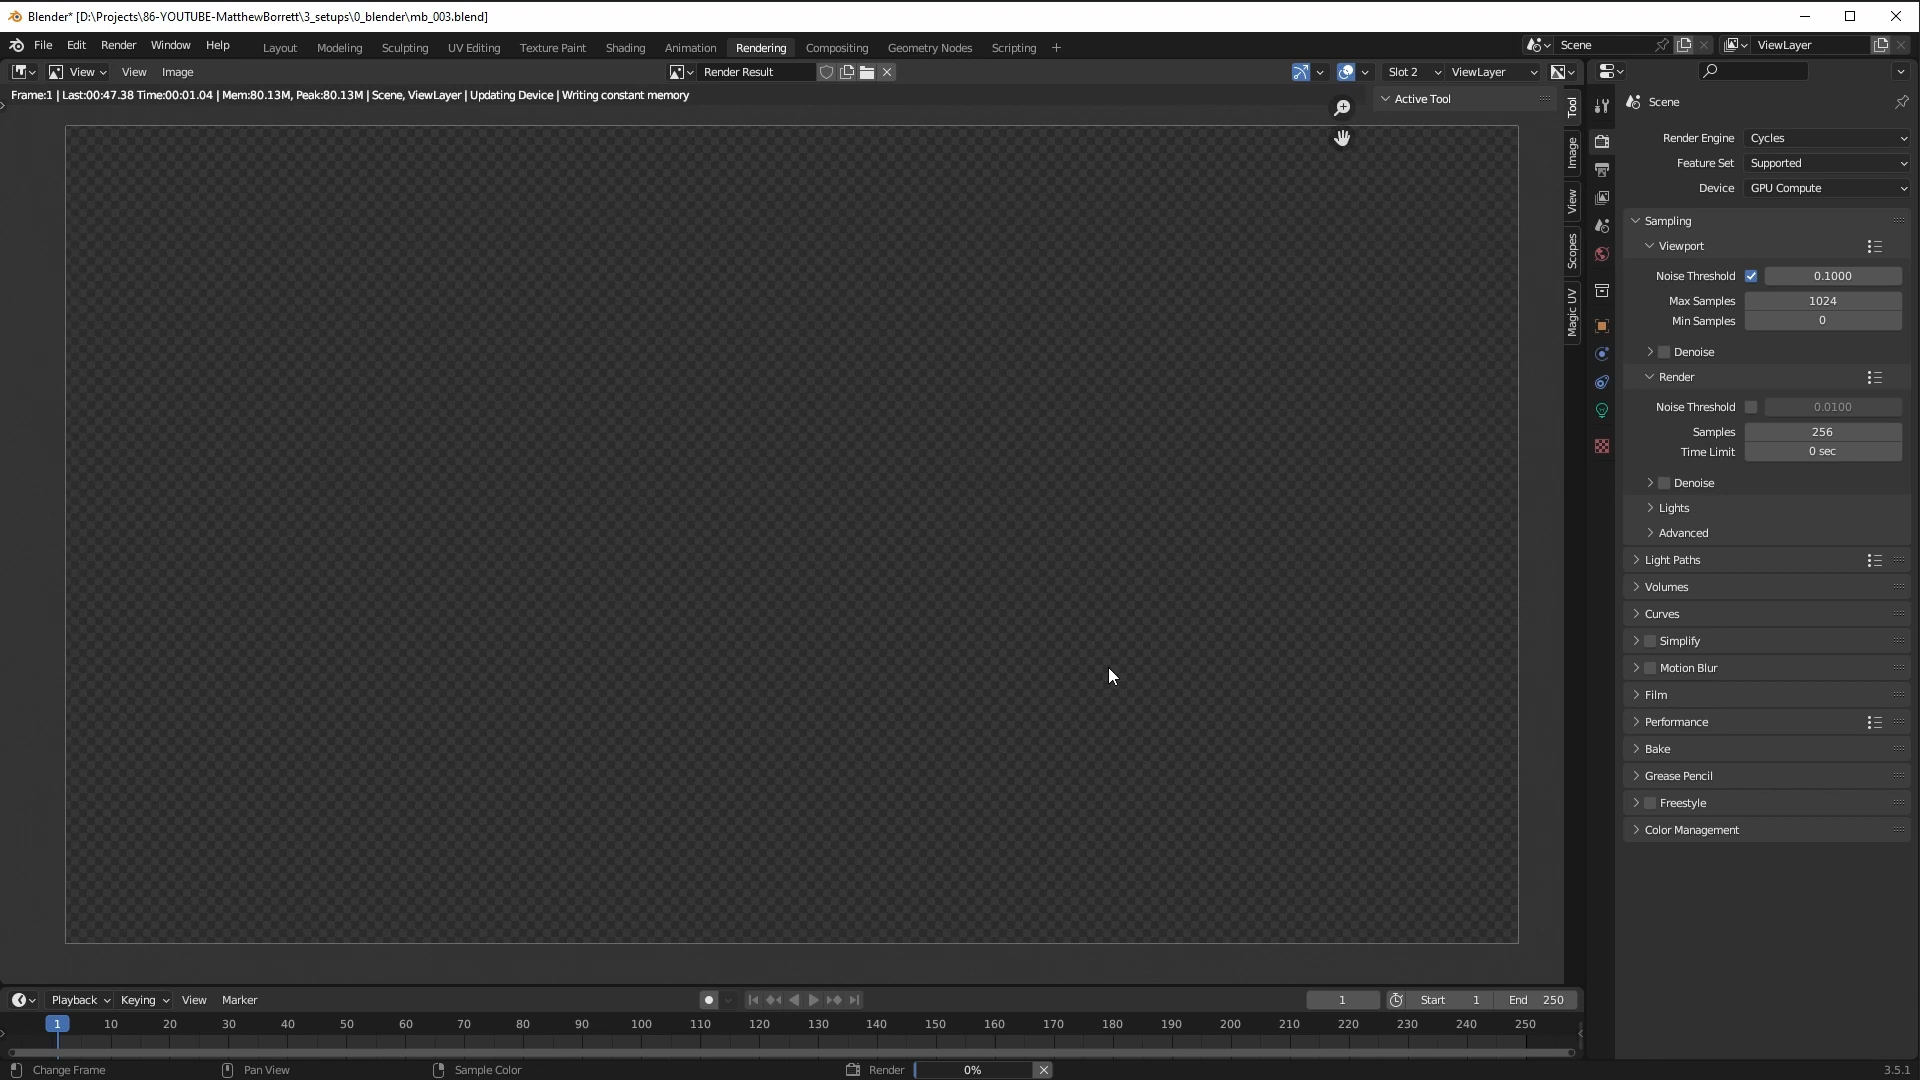 Blender* [D:\Projects\86-YOUTUBE-MatthewBorrett\3_setups\0_blender\mb_003.blend]
File Edit Render Window Help Layout Modeling Sculpting UV Editing Texture Paint Shading Animation Rendering Compositing Geometry Nodes Scripting + Scene ViewLayer
View View Image Render Result Slot 2 ViewLayer
Frame:1 | Last:00:47.38 Time:00:01.04 | Mem:80.13M, Peak:80.13M | Scene, ViewLayer | Updating Device | Writing constant memory
Active Tool
Tool
Image
View
Scopes
Magic UV
Scene
Render Engine Cycles
Feature Set Supported
Device GPU Compute
Sampling
Viewport
Noise Threshold 0.1000
Max Samples 1024
Min Samples 0
Denoise
Render
Noise Threshold 0.0100
Samples 256
Time Limit 0 sec
Denoise
Lights
Advanced
Light Paths
Volumes
Curves
Simplify
Motion Blur
Film
Performance
Bake
Grease Pencil
Freestyle
Color Management
Playback Keying View Marker 1 Start 1 End 250
1 10 20 30 40 50 60 70 80 90 100 110 120 130 140 150 160 170 180 190 200 210 220 230 240 250
Change Frame Pan View Sample Color Render 0% 3.5.1